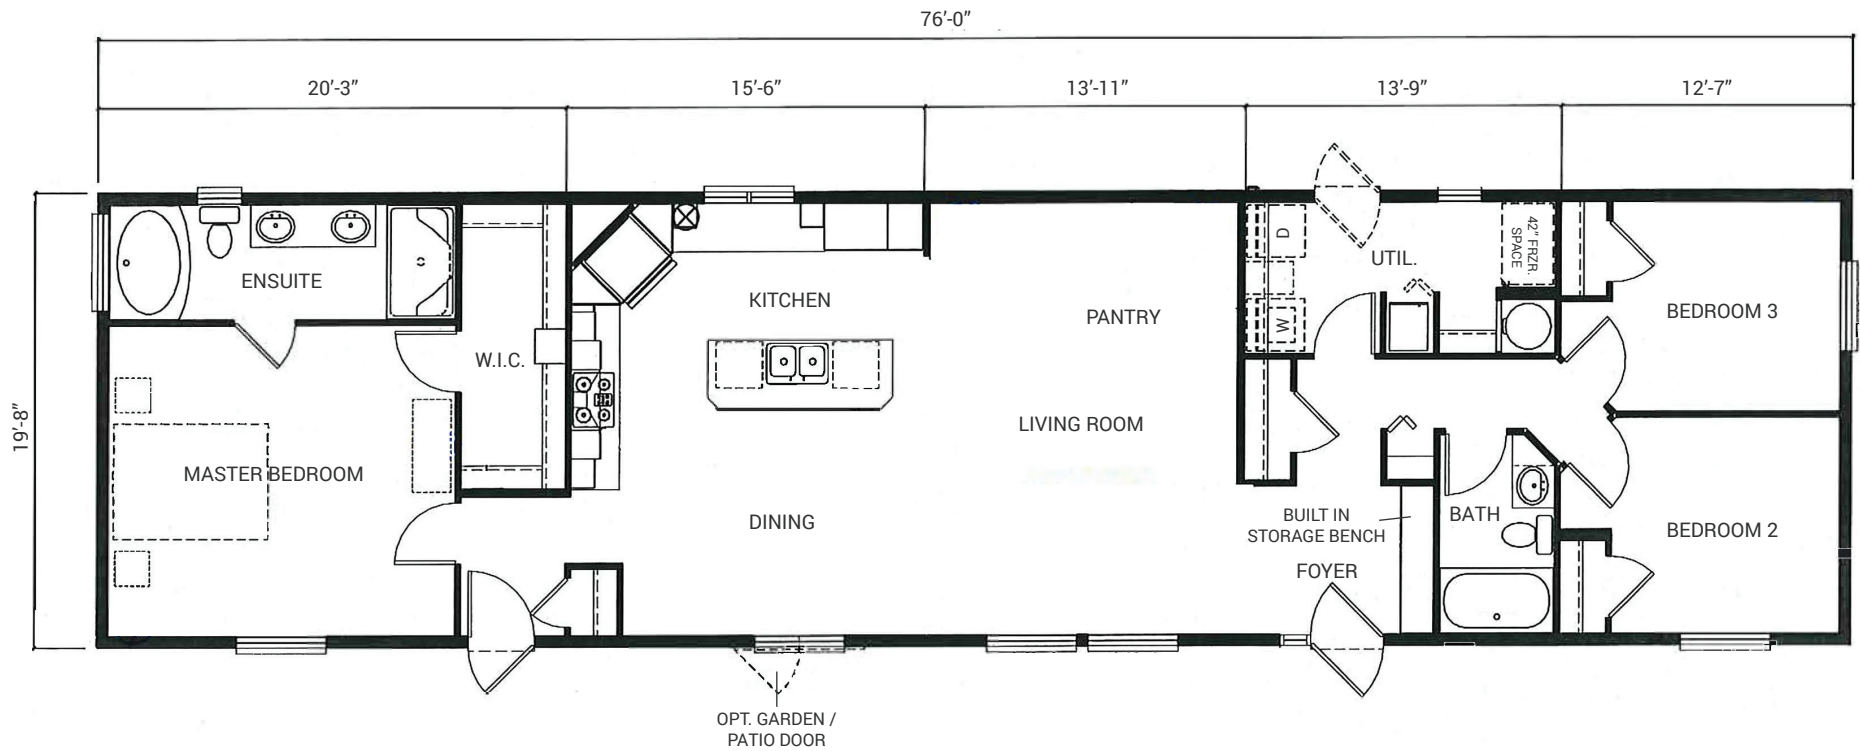 76’-0”
20’-3”
15’-6”
13’-11”
13’-9”
12’-7”
19’-8”
ENSUITE
W.I.C.
MASTER BEDROOM
KITCHEN
DINING
PANTRY
LIVING ROOM
D
W
UTIL.
42” FRZR.
SPACE
BEDROOM 3
BEDROOM 2
BATH
BUILT IN
STORAGE BENCH
FOYER
OPT. GARDEN /
PATIO DOOR